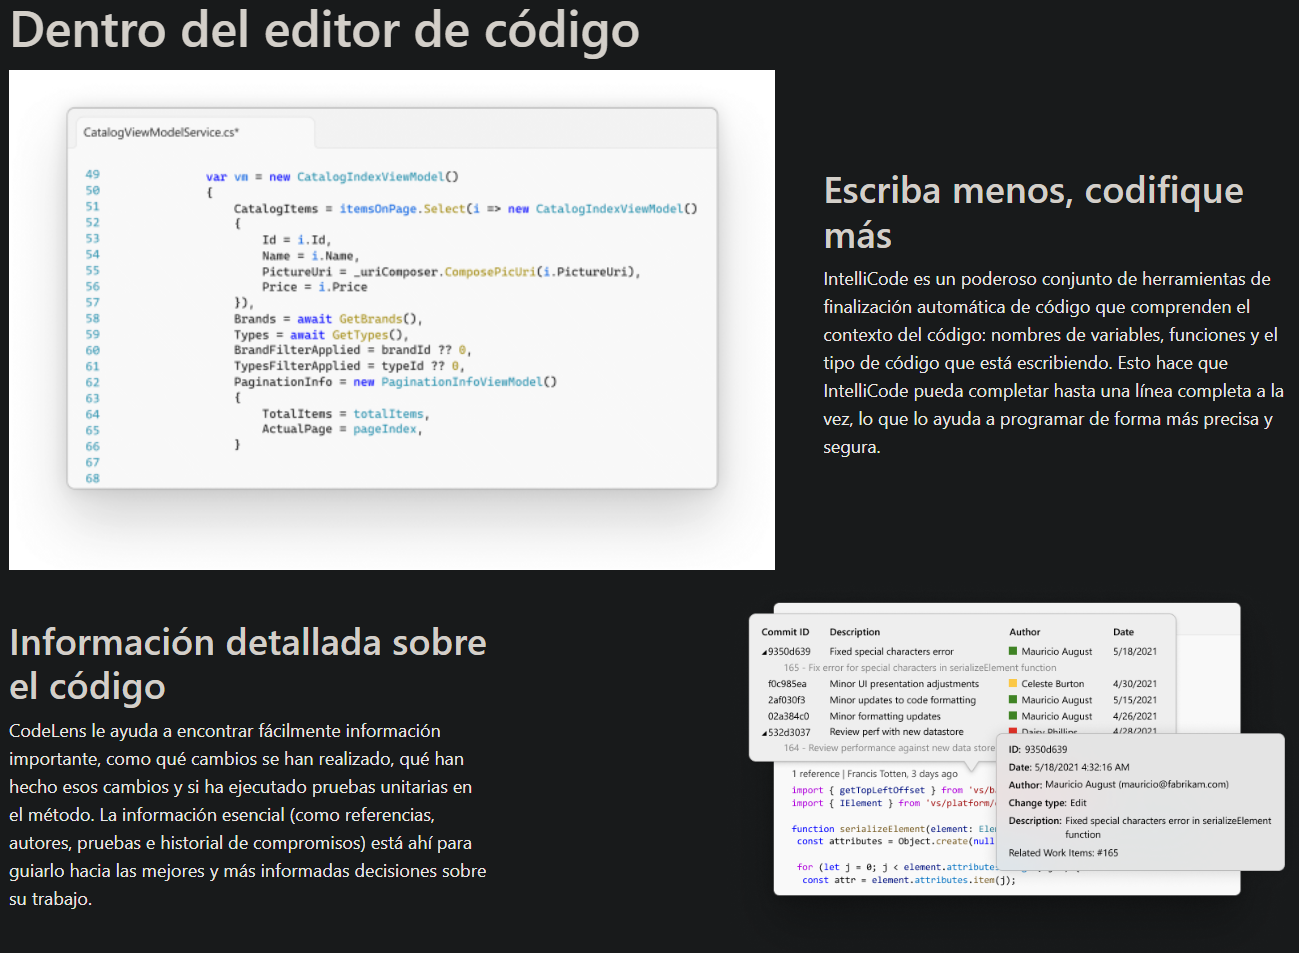 Dentro del editor de código
CatalogViewModelService.cs*
49 var vm = new CatalogIndexViewModel()
50 {
51 CatalogItems = itemsOnPage.Select(i => new CatalogIndexViewModel()
52 {
53 Id = i.Id,
54 Name = i.Name,
55 PictureUri = _uriComposer.ComposePicUri(i.PictureUri),
56 Price = i.Price
57 }),
58 Brands = await GetBrands(),
59 Types = await GetTypes(),
60 BrandFilterApplied = brandId ?? 0,
61 TypesFilterApplied = typeId ?? 0,
62 PaginationInfo = new PaginationInfoViewModel()
63 {
64 TotalItems = totalItems,
65 ActualPage = pageIndex,
66 }
67
68
Escriba menos, codifique
más
IntelliCode es un poderoso conjunto de herramientas de
finalización automática de código que comprenden el
contexto del código: nombres de variables, funciones y el
tipo de código que está escribiendo. Esto hace que
IntelliCode pueda completar hasta una línea completa a la
vez, lo que lo ayuda a programar de forma más precisa y
segura.
Información detallada sobre
el código
CodeLens le ayuda a encontrar fácilmente información
importante, como qué cambios se han realizado, qué han
hecho esos cambios y si ha ejecutado pruebas unitarias en
el método. La información esencial (como referencias,
autores, pruebas e historial de compromisos) está ahí para
guiarlo hacia las mejores y más informadas decisiones sobre
su trabajo.
Commit ID Description Author Date
9350d639 Fixed special characters error Mauricio August 5/18/2021
165 - Fix error for special characters in serializeElement function
f0c985ea Minor UI presentation adjustments Celeste Burton 4/30/2021
2af030f3 Minor updates to code formatting Mauricio August 5/15/2021
02a384c0 Minor formatting updates Mauricio August 4/26/2021
532d3037 Review perf with new datastore Daisy Phillips 4/28/2021
164 - Review performance against new data store
1 reference | Francis Totten, 3 days ago
import { getTopLeftOffset } from 'vs/ba
import { IElement } from 'vs/platform/
function serializeElement(element: Ele
const attributes = Object.create(null
for (let j = 0; j < element.attributes
const attr = element.attributes.item(j);
ID: 9350d639
Date: 5/18/2021 4:32:16 AM
Author: Mauricio August (mauricio@fabrikam.com)
Change type: Edit
Description: Fixed special characters error in serializeElement
function
Related Work Items: #165